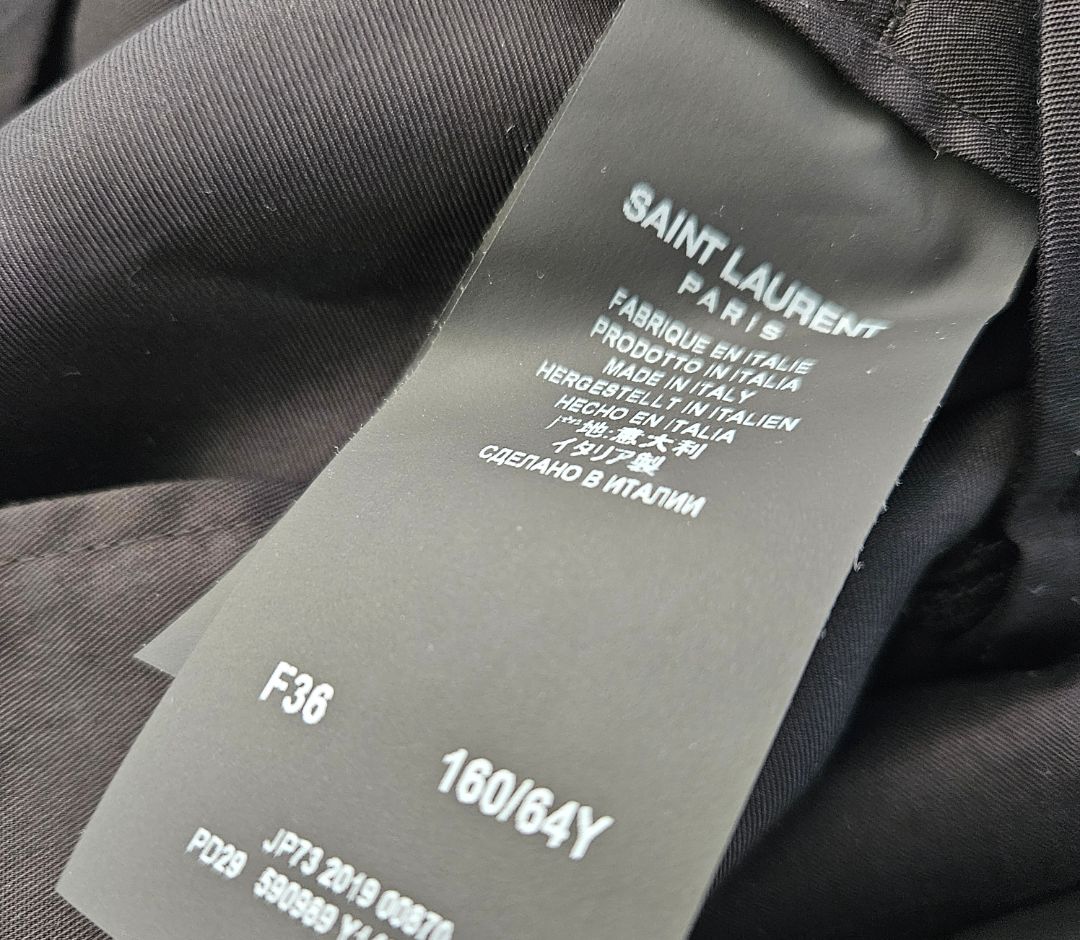 SAINT LAURENT
PARIS
FABRIQUE EN ITALIE
PRODOTTO IN ITALIA
MADE IN ITALY
HERGESTELLT IN ITALIEN
HECHO EN ITALIA
产地:意大利
イタリア製
СДЕЛАНО В ИТАЛИИ
F36
160/64Y
JP73 2019
PD29 590989